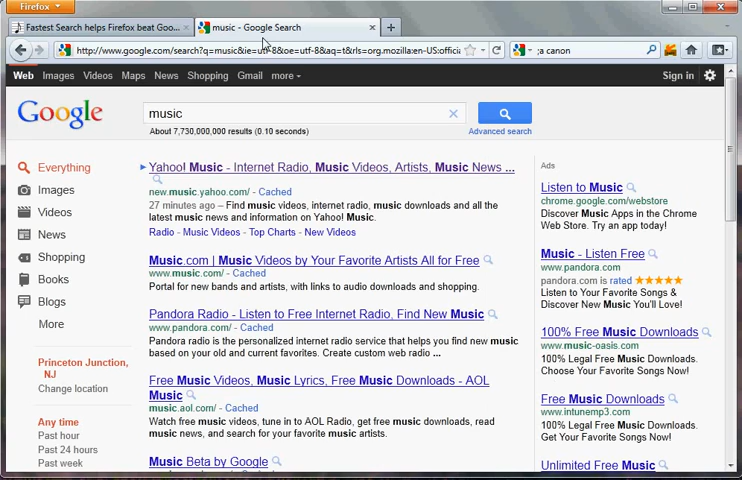 Firefox
Fastest Search helps Firefox beat Goo...
music - Google Search
http://www.google.com/search?q=music&ie=utf-8&oe=utf-8&aq=t&rls=org.mozilla:en-US:offici
;a canon
Web Images Videos Maps News Shopping Gmail more
Sign in
Google
music
About 7,730,000,000 results (0.10 seconds)
Advanced search
Everything
Images
Videos
News
Shopping
Books
Blogs
More
Princeton Junction,
NJ
Change location
Any time
Past hour
Past 24 hours
Past week
Yahoo! Music - Internet Radio, Music Videos, Artists, Music News ...
new.music.yahoo.com/ - Cached
27 minutes ago – Find music videos, internet radio, music downloads and all the
latest music news and information on Yahoo! Music.
Radio - Music Videos - Top Charts - New Videos
Music.com | Music Videos by Your Favorite Artists All for Free
www.music.com/ - Cached
Portal for new bands and artists, with links to audio downloads and shopping.
Pandora Radio - Listen to Free Internet Radio, Find New Music
www.pandora.com/ - Cached
Pandora radio is the personalized internet radio service that helps you find new music
based on your old and current favorites. Create custom web radio ...
Free Music Videos, Music Lyrics, Free Music Downloads - AOL
Music
music.aol.com/ - Cached
Watch free music videos, tune in to AOL Radio, get free music downloads, read
music news, and search for your favorite music artists.
Music Beta by Google
Ads
Listen to Music
chrome.google.com/webstore
Discover Music Apps in the Chrome
Web Store. Try an app today!
Music - Listen Free
www.pandora.com
pandora.com is rated ★★★★★
Listen to Your Favorite Songs &
Discover New Music You'll Love!
100% Free Music Downloads
www.music-oasis.com
100% Legal Free Music Downloads.
Choose Your Favorite Songs.
Free Music Downloads
www.intunemp3.com
100% Legal Free Music Downloads.
Get Your Favorite Songs.
Unlimited Free Music